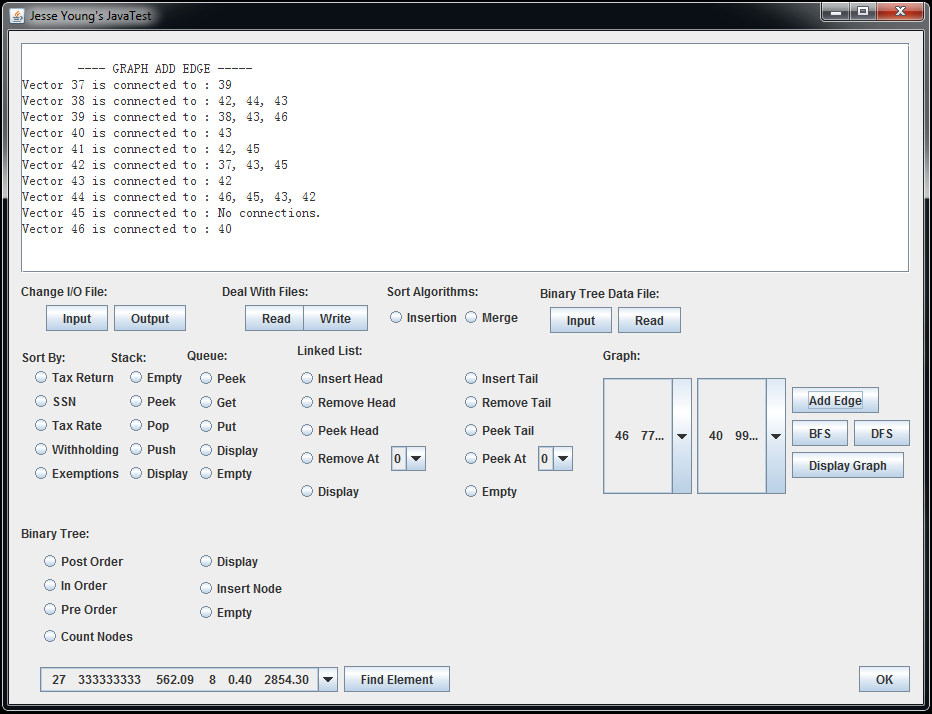 Jesse Young's JavaTest
---- GRAPH ADD EDGE -----
Vector 37 is connected to : 39
Vector 38 is connected to : 42, 44, 43
Vector 39 is connected to : 38, 43, 46
Vector 40 is connected to : 43
Vector 41 is connected to : 42, 45
Vector 42 is connected to : 37, 43, 45
Vector 43 is connected to : 42
Vector 44 is connected to : 46, 45, 43, 42
Vector 45 is connected to : No connections.
Vector 46 is connected to : 40
Change I/O File: Deal With Files: Sort Algorithms: Binary Tree Data File:
Input Output Read Write Insertion Merge Input Read
Sort By: Stack: Queue: Linked List: Graph:
Tax Return Empty Peek Insert Head Insert Tail
SSN Peek Get Remove Head Remove Tail Add Edge
Tax Rate Pop Put Peek Head Peek Tail 46 77... 40 99... BFS DFS
Withholding Push Display Remove At 0 Peek At 0 Display Graph
Exemptions Display Empty Display Empty
Binary Tree:
Post Order Display
In Order Insert Node
Pre Order Empty
Count Nodes
27 333333333 562.09 8 0.40 2854.30 Find Element OK